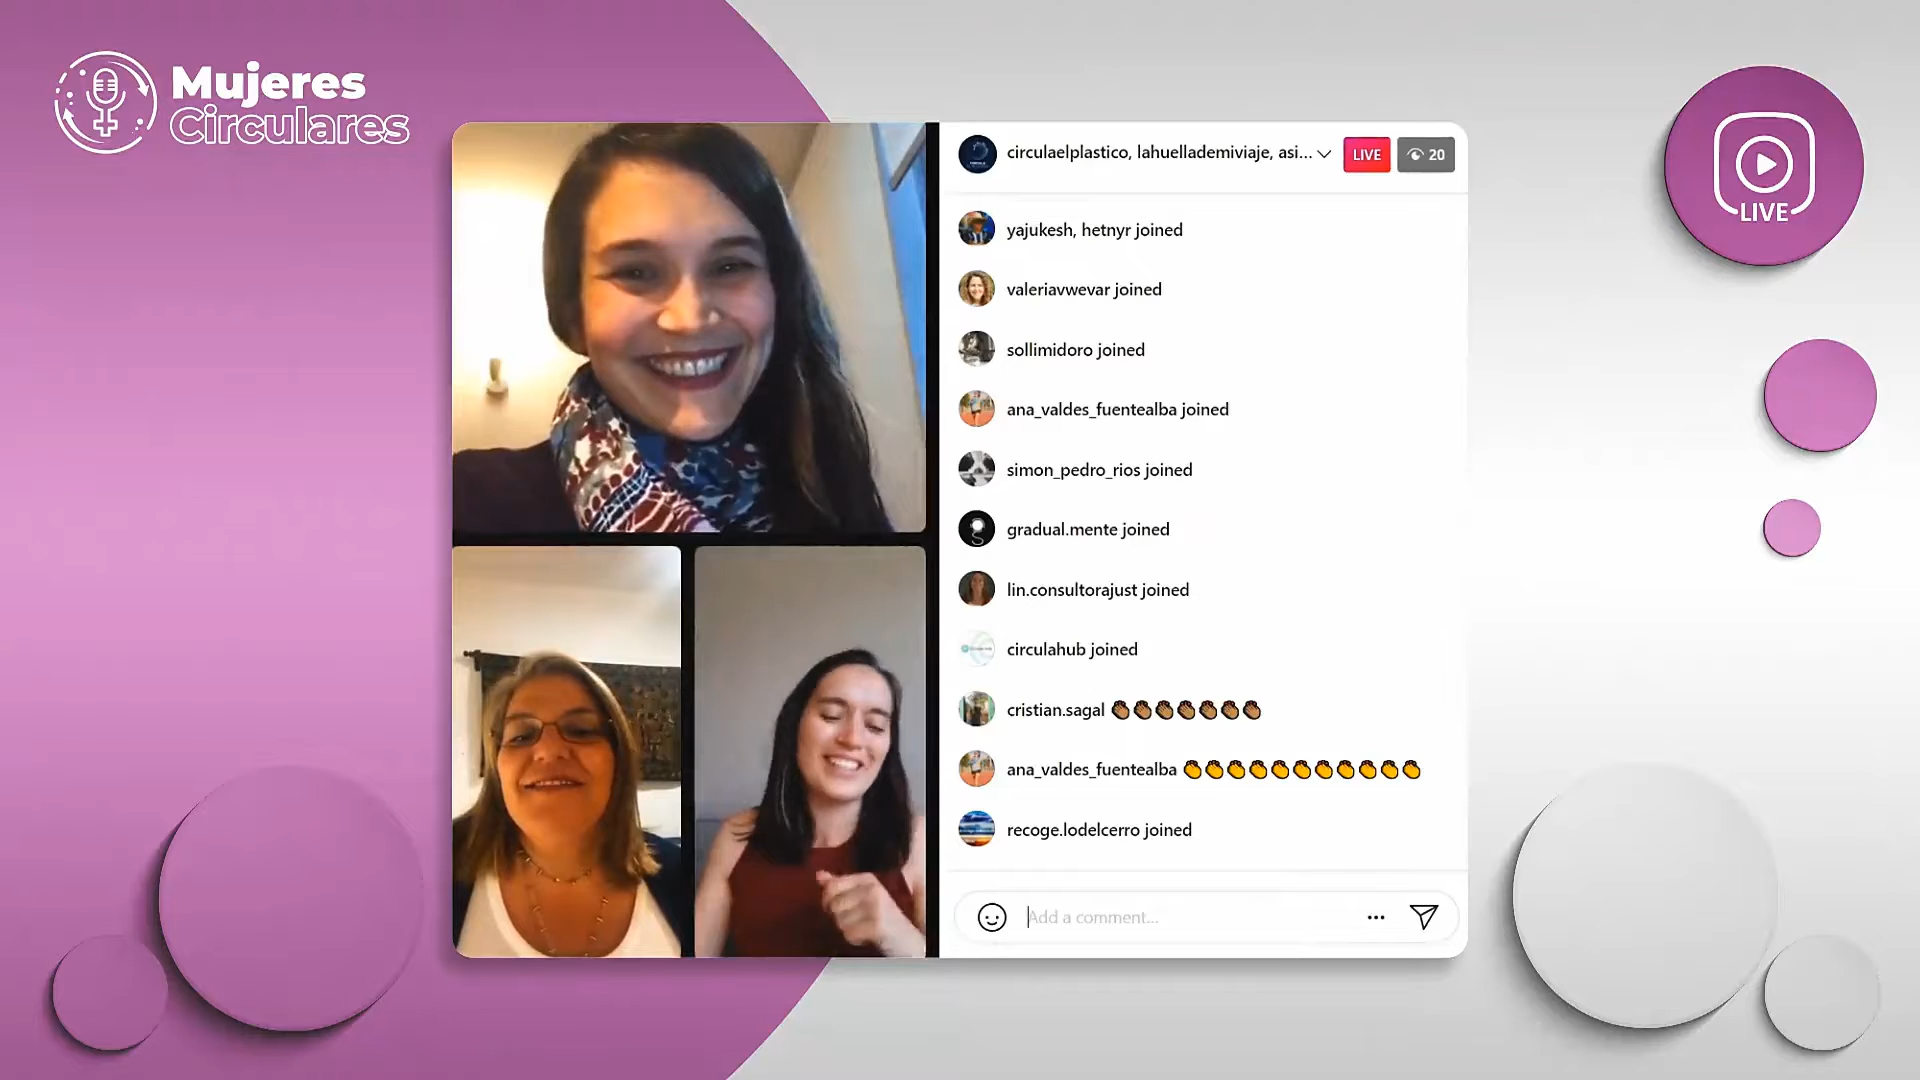 Mujeres
Circulares
circulaelplastico, lahuellademiviaje, asi...
LIVE
20
LIVE
yajukesh, hetnyr joined
valeriavwevar joined
sollimidoro joined
ana_valdes_fuentealba joined
simon_pedro_rios joined
gradual.mente joined
lin.consultorajust joined
circulahub joined
cristian.sagal 👏🏾👏🏾👏🏾👏🏾👏🏾👏🏾👏🏾
ana_valdes_fuentealba 👏👏👏👏👏👏👏👏👏👏👏
recoge.lodelcerro joined
Add a comment...